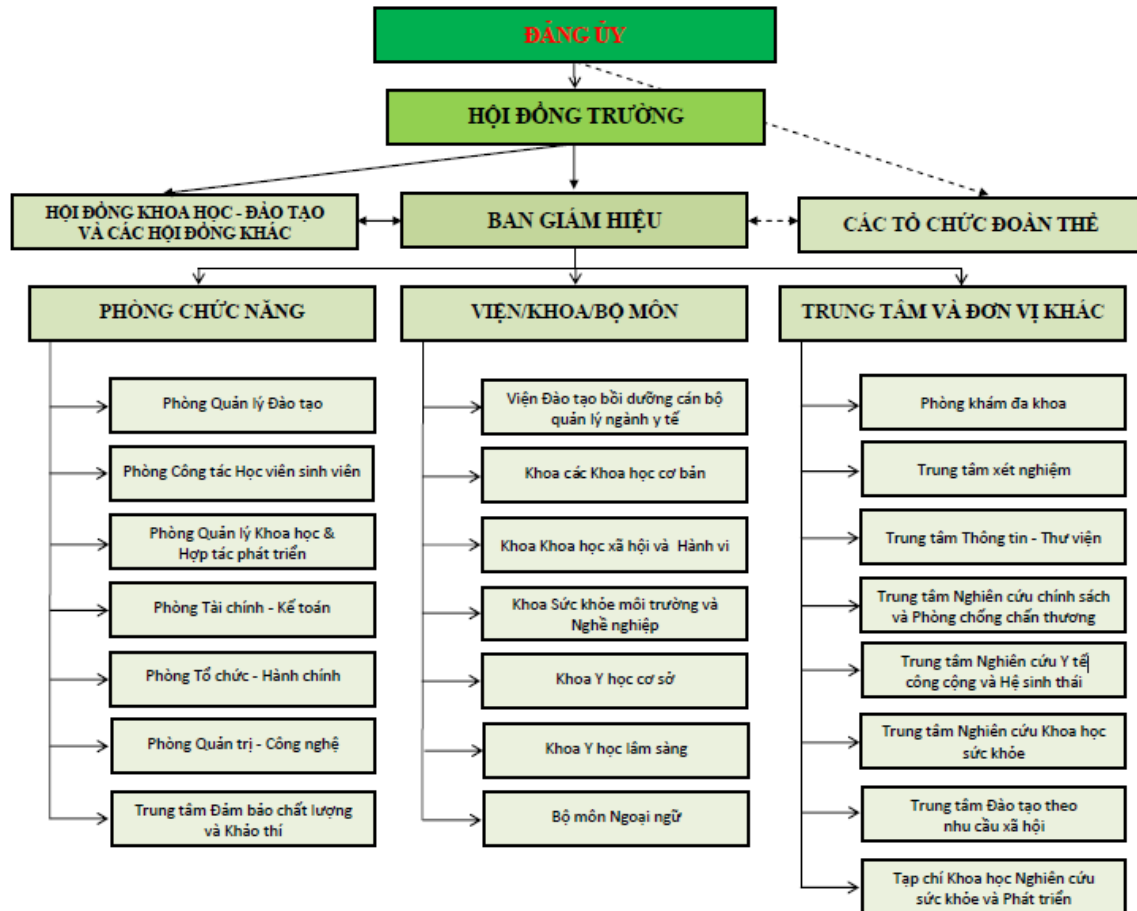 ĐẢNG ỦY
HỘI ĐỒNG TRƯỜNG
HỘI ĐỒNG KHOA HỌC - ĐÀO TẠO
VÀ CÁC HỘI ĐỒNG KHÁC
BAN GIÁM HIỆU
CÁC TỔ CHỨC ĐOÀN THỂ
PHÒNG CHỨC NĂNG
Phòng Quản lý Đào tạo
Phòng Công tác Học viên sinh viên
Phòng Quản lý Khoa học &
Hợp tác phát triển
Phòng Tài chính - Kế toán
Phòng Tổ chức - Hành chính
Phòng Quản trị - Công nghệ
Trung tâm Đảm bảo chất lượng
và Khảo thí
VIỆN/KHOA/BỘ MÔN
Viện Đào tạo bồi dưỡng cán bộ
quản lý ngành y tế
Khoa các Khoa học cơ bản
Khoa Khoa học xã hội và Hành vi
Khoa Sức khỏe môi trường và
Nghề nghiệp
Khoa Y học cơ sở
Khoa Y học lâm sàng
Bộ môn Ngoại ngữ
TRUNG TÂM VÀ ĐƠN VỊ KHÁC
Phòng khám đa khoa
Trung tâm xét nghiệm
Trung tâm Thông tin - Thư viện
Trung tâm Nghiên cứu chính sách
và Phòng chống chấn thương
Trung tâm Nghiên cứu Y tế
công cộng và Hệ sinh thái
Trung tâm Nghiên cứu Khoa học
sức khỏe
Trung tâm Đào tạo theo
nhu cầu xã hội
Tạp chí Khoa học Nghiên cứu
sức khỏe và Phát triển